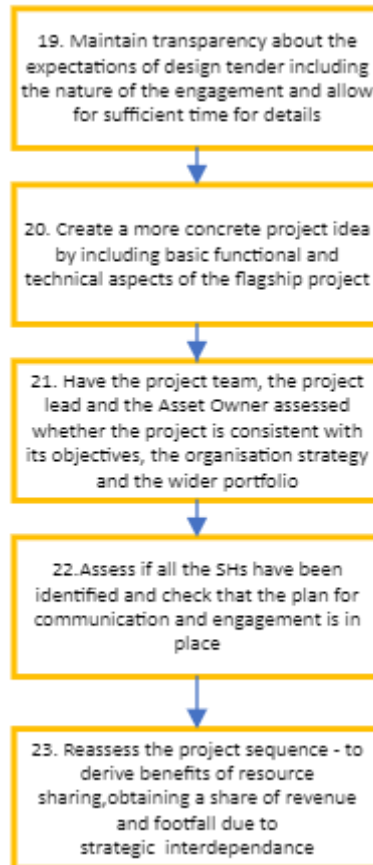 19. Maintain transparency about the
expectations of design tender including
the nature of the engagement and allow
for sufficient time for details
20. Create a more concrete project idea
by including basic functional and
technical aspects of the flagship project
21. Have the project team, the project
lead and the Asset Owner assessed
whether the project is consistent with
its objectives, the organisation strategy
and the wider portfolio
22.Assess if all the SHs have been
identified and check that the plan for
communication and engagement is in
place
23. Reassess the project sequence - to
derive benefits of resource
sharing,obtaining a share of revenue
and footfall due to
strategic interdependance